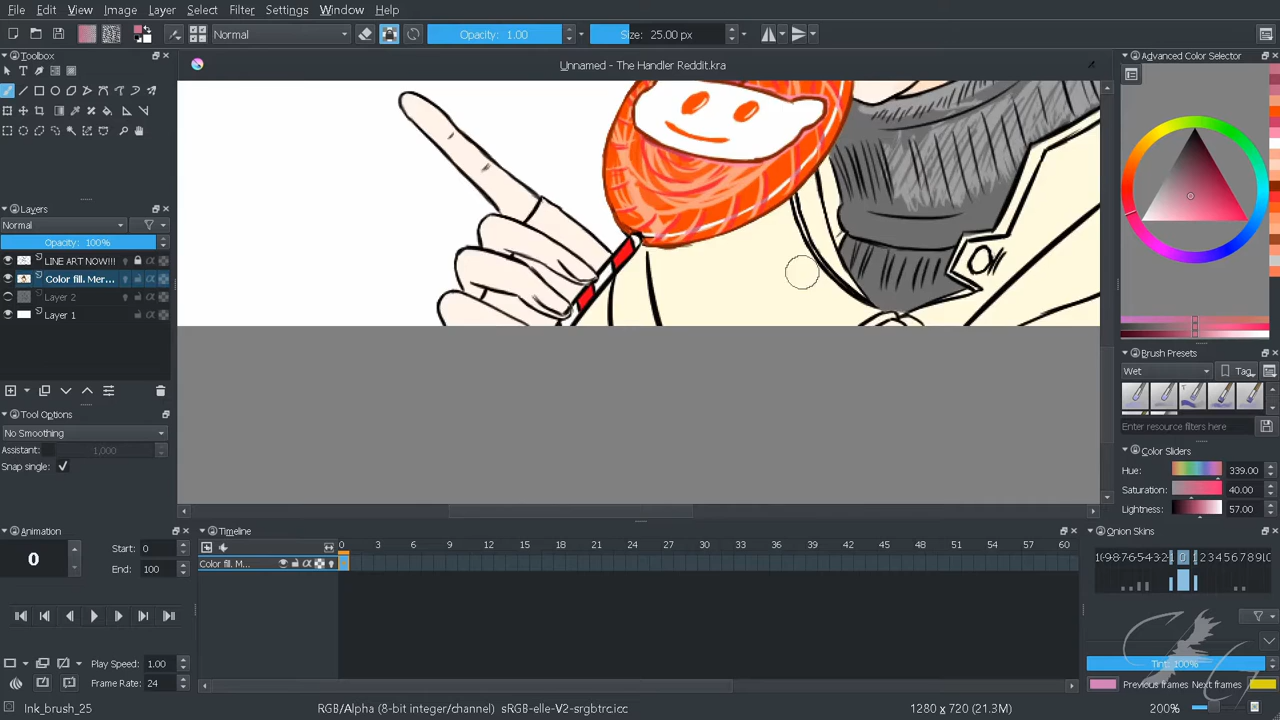 File Edit View Image Layer Select Filter Settings Window Help
Normal Opacity: 1.00 Size: 25.00 px
Toolbox
Unnamed - The Handler Reddit.kra
Advanced Color Selector
Layers
Normal
Opacity: 100%
LINE ART NOW!!!
Color fill. Mer...
Layer 2
Layer 1
Brush Presets
Wet Tag
Enter resource filters here
Tool Options
No Smoothing
Assistant: 1,000
Snap single:
Color Sliders
Hue: 339.00
Saturation: 40.00
Lightness: 57.00
Animation
0
Start: 0
End: 100
Timeline
0 3 6 9 12 15 18 21 24 27 30 33 36 39 42 45 48 51 54 57 60
Color fill. M...
Onion Skins
Play Speed: 1.00
Frame Rate: 24
Tint: 100%
Previous frames Next frames
Ink_brush_25
RGB/Alpha (8-bit integer/channel) sRGB-elle-V2-srgbtrc.icc
1280 x 720 (21.3M)
200%